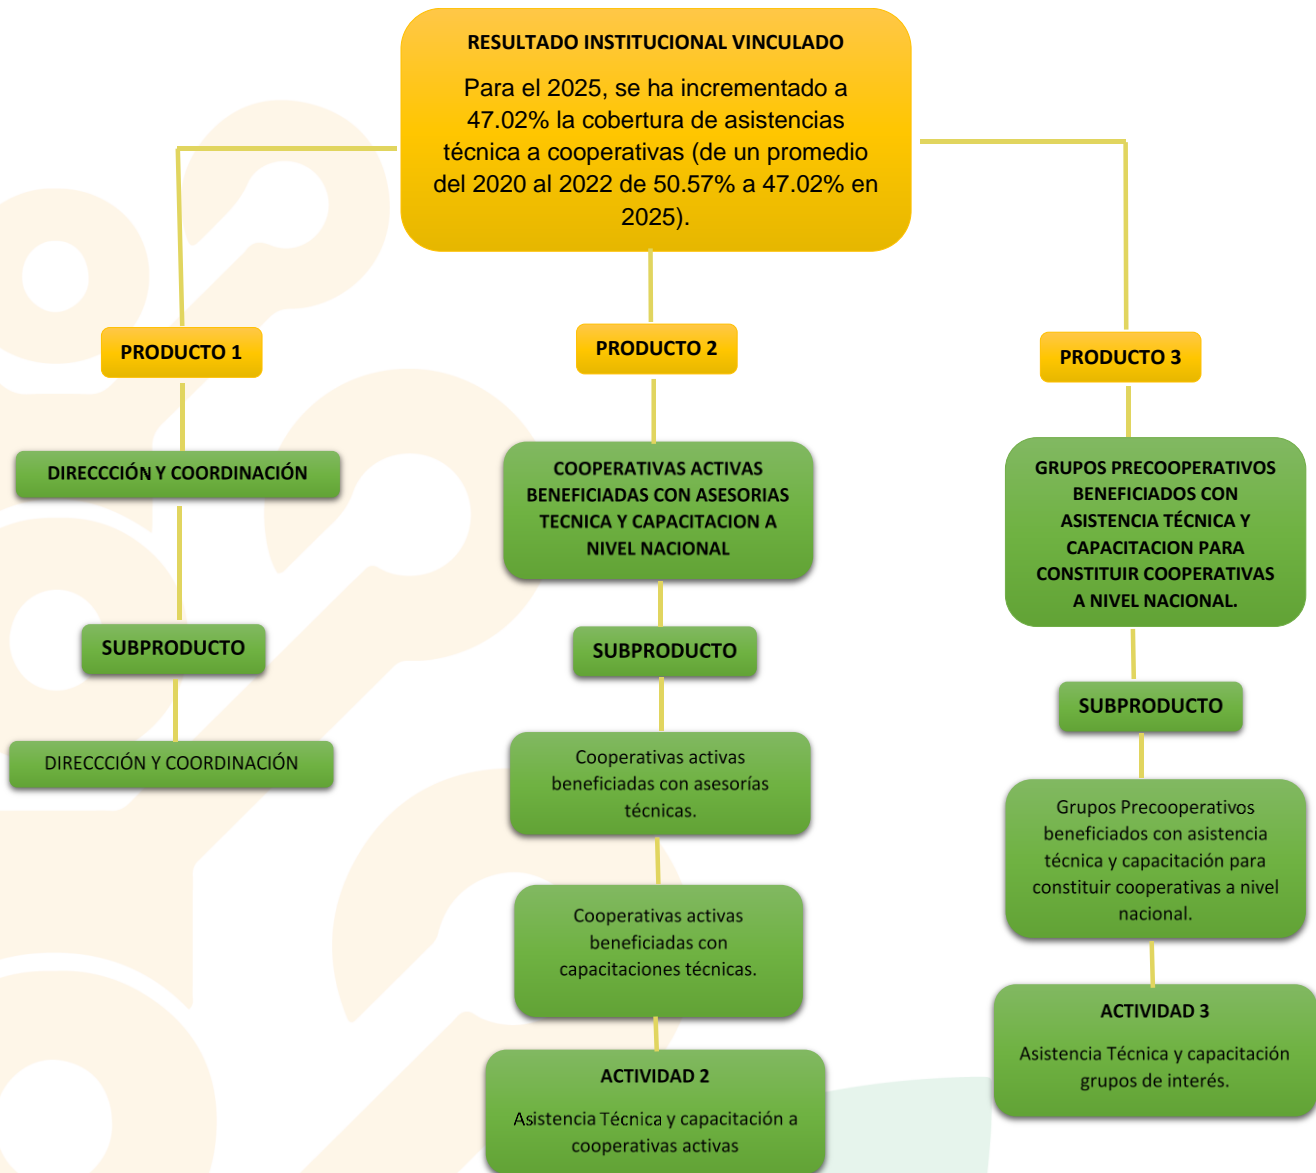 RESULTADO INSTITUCIONAL VINCULADO
Para el 2025, se ha incrementado a
47.02% la cobertura de asistencias
técnica a cooperativas (de un promedio
del 2020 al 2022 de 50.57% a 47.02% en
2025).
PRODUCTO 1
DIRECCCIÓN Y COORDINACIÓN
SUBPRODUCTO
DIRECCCIÓN Y COORDINACIÓN
PRODUCTO 2
COOPERATIVAS ACTIVAS
BENEFICIADAS CON ASESORIAS
TECNICA Y CAPACITACION A
NIVEL NACIONAL
SUBPRODUCTO
Cooperativas activas
beneficiadas con asesorías
técnicas.
Cooperativas activas
beneficiadas con
capacitaciones técnicas.
ACTIVIDAD 2
Asistencia Técnica y capacitación a
cooperativas activas
PRODUCTO 3
GRUPOS PRECOOPERATIVOS
BENEFICIADOS CON
ASISTENCIA TÉCNICA Y
CAPACITACION PARA
CONSTITUIR COOPERATIVAS
A NIVEL NACIONAL.
SUBPRODUCTO
Grupos Precooperativos
beneficiados con asistencia
técnica y capacitación para
constituir cooperativas a nivel
nacional.
ACTIVIDAD 3
Asistencia Técnica y capacitación
grupos de interés.